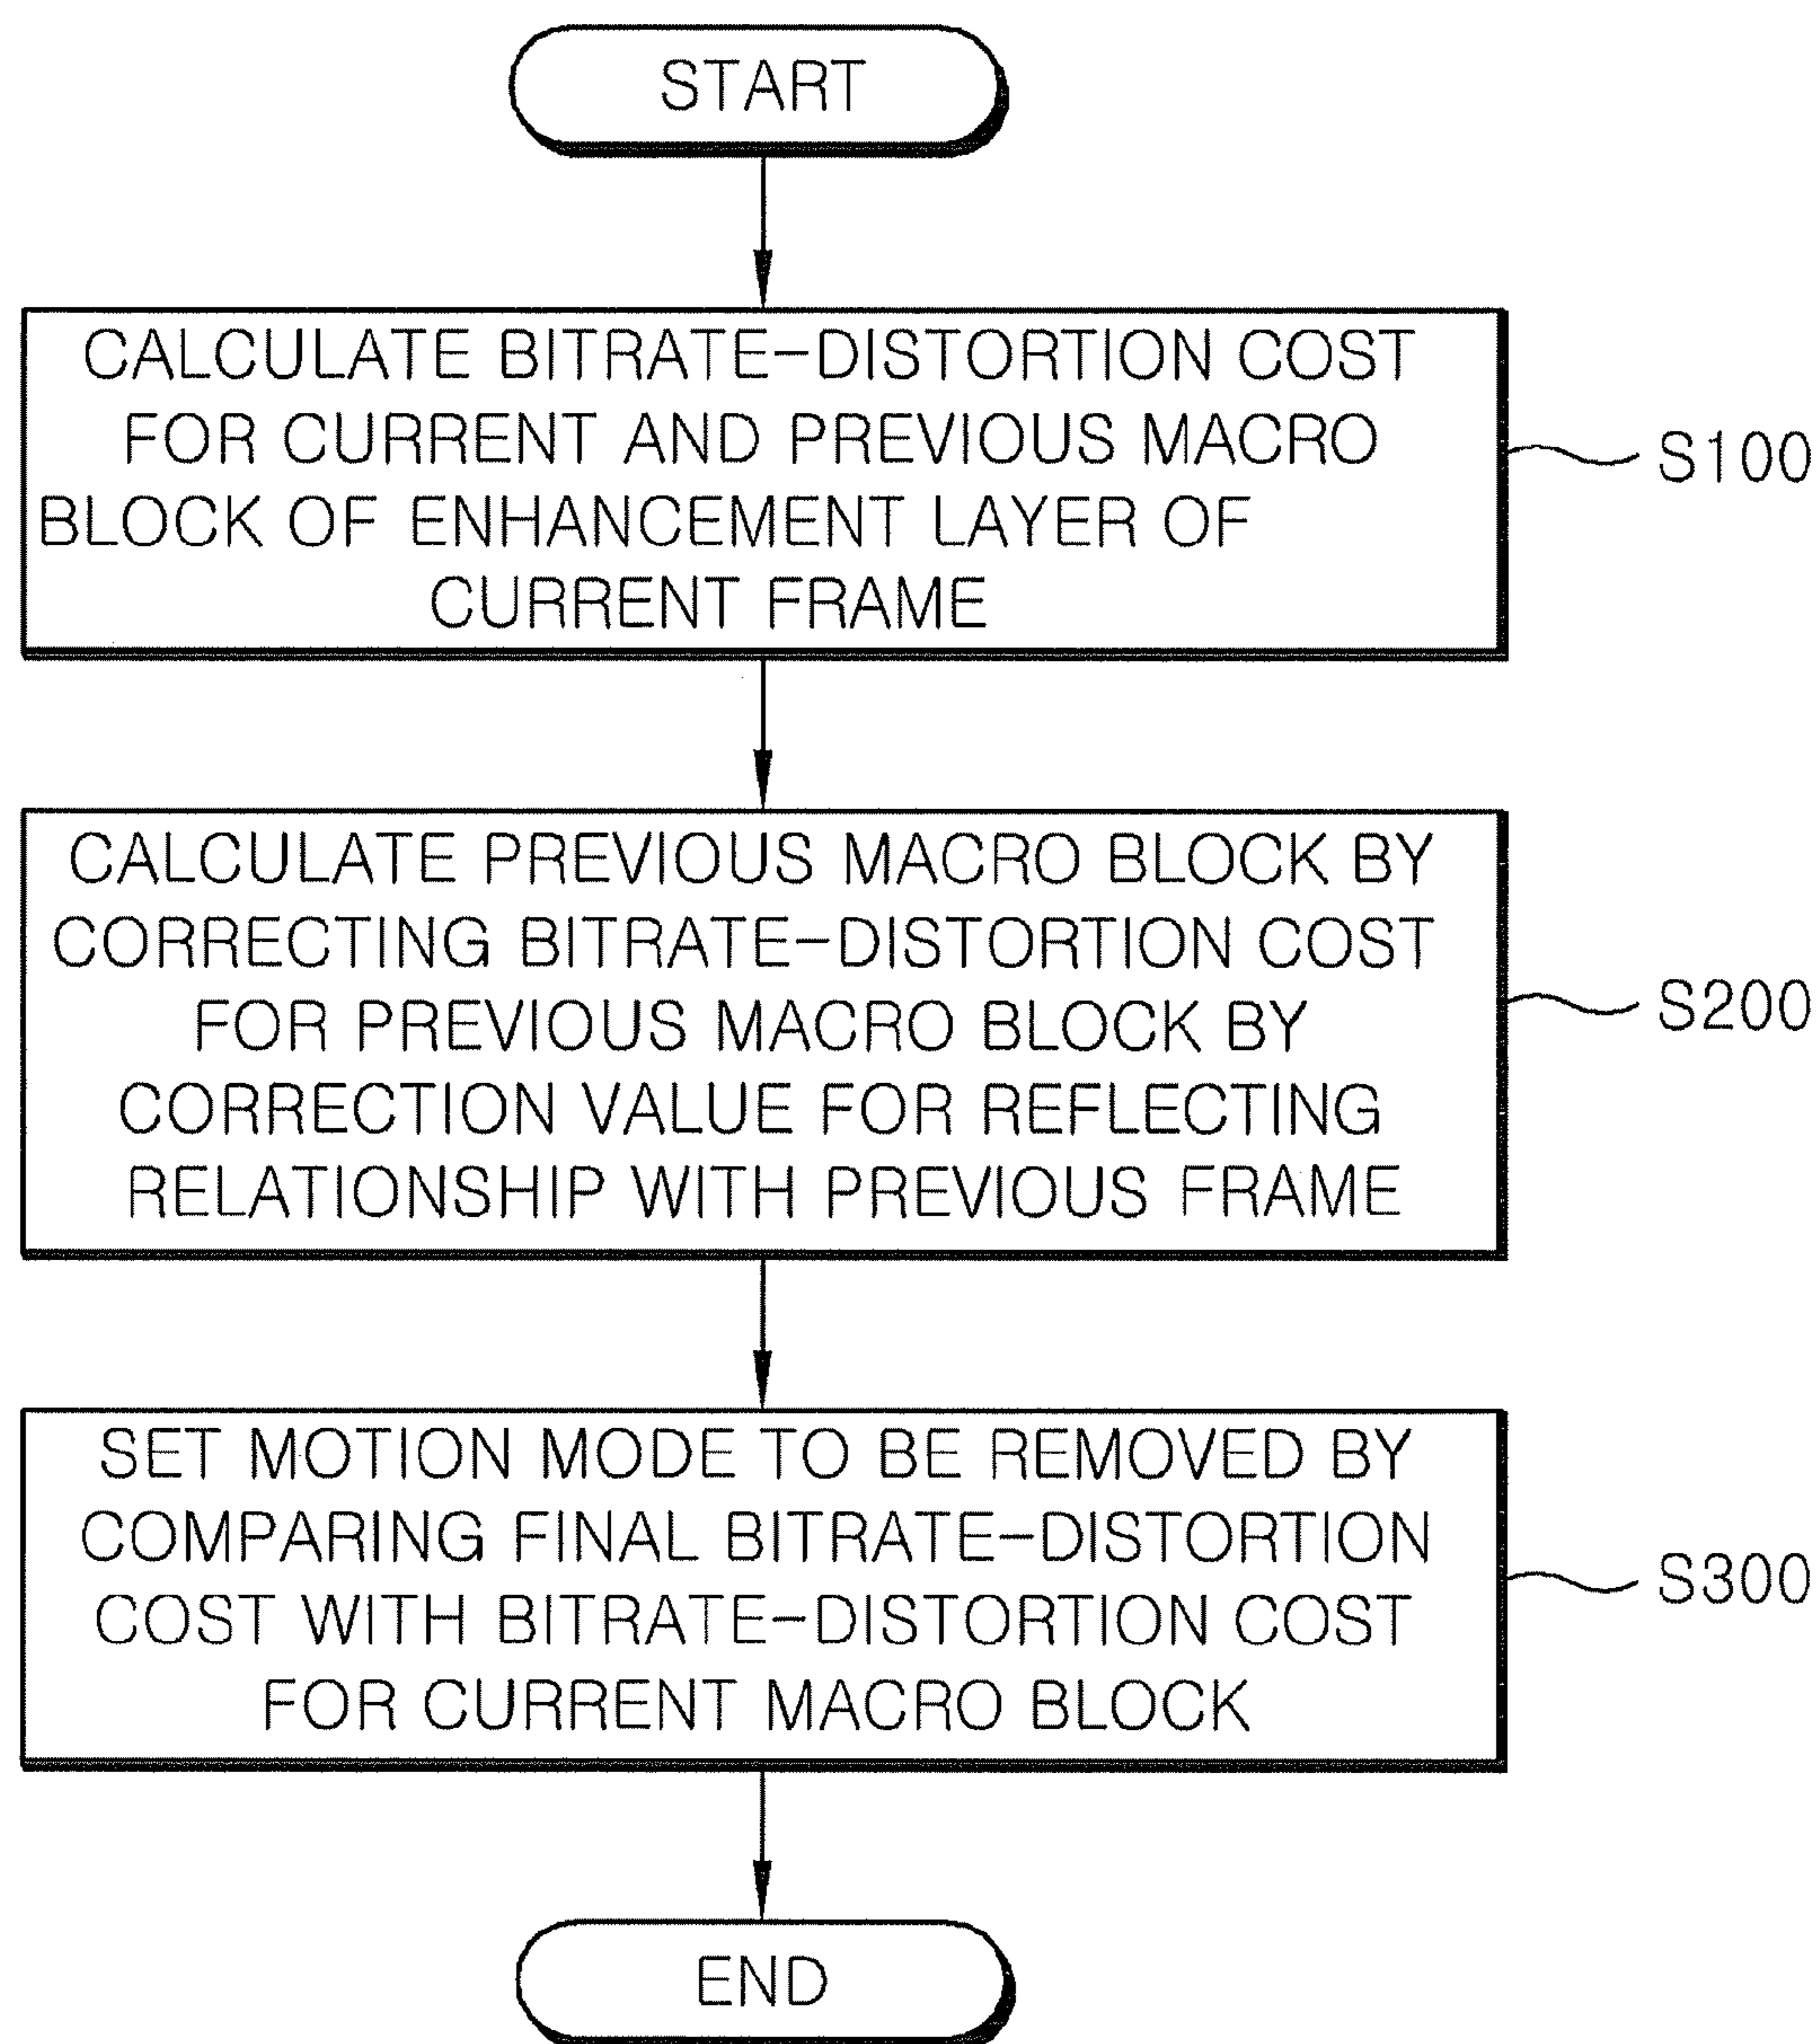 START
CALCULATE BITRATE-DISTORTION COST
FOR CURRENT AND PREVIOUS MACRO
BLOCK OF ENHANCEMENT LAYER OF
CURRENT FRAME
S100
CALCULATE PREVIOUS MACRO BLOCK BY
CORRECTING BITRATE-DISTORTION COST
FOR PREVIOUS MACRO BLOCK BY
CORRECTION VALUE FOR REFLECTING
RELATIONSHIP WITH PREVIOUS FRAME
S200
SET MOTION MODE TO BE REMOVED BY
COMPARING FINAL BITRATE-DISTORTION
COST WITH BITRATE-DISTORTION COST
FOR CURRENT MACRO BLOCK
S300
END